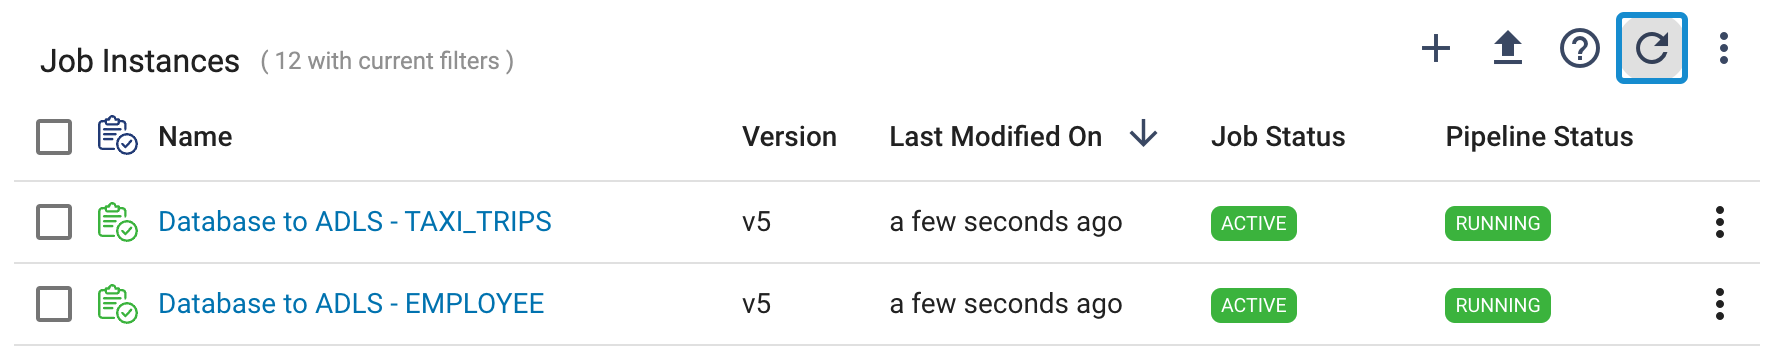 Job Instances ( 12 with current filters )
Name Version Last Modified On Job Status Pipeline Status
Database to ADLS - TAXI_TRIPS v5 a few seconds ago ACTIVE RUNNING
Database to ADLS - EMPLOYEE v5 a few seconds ago ACTIVE RUNNING